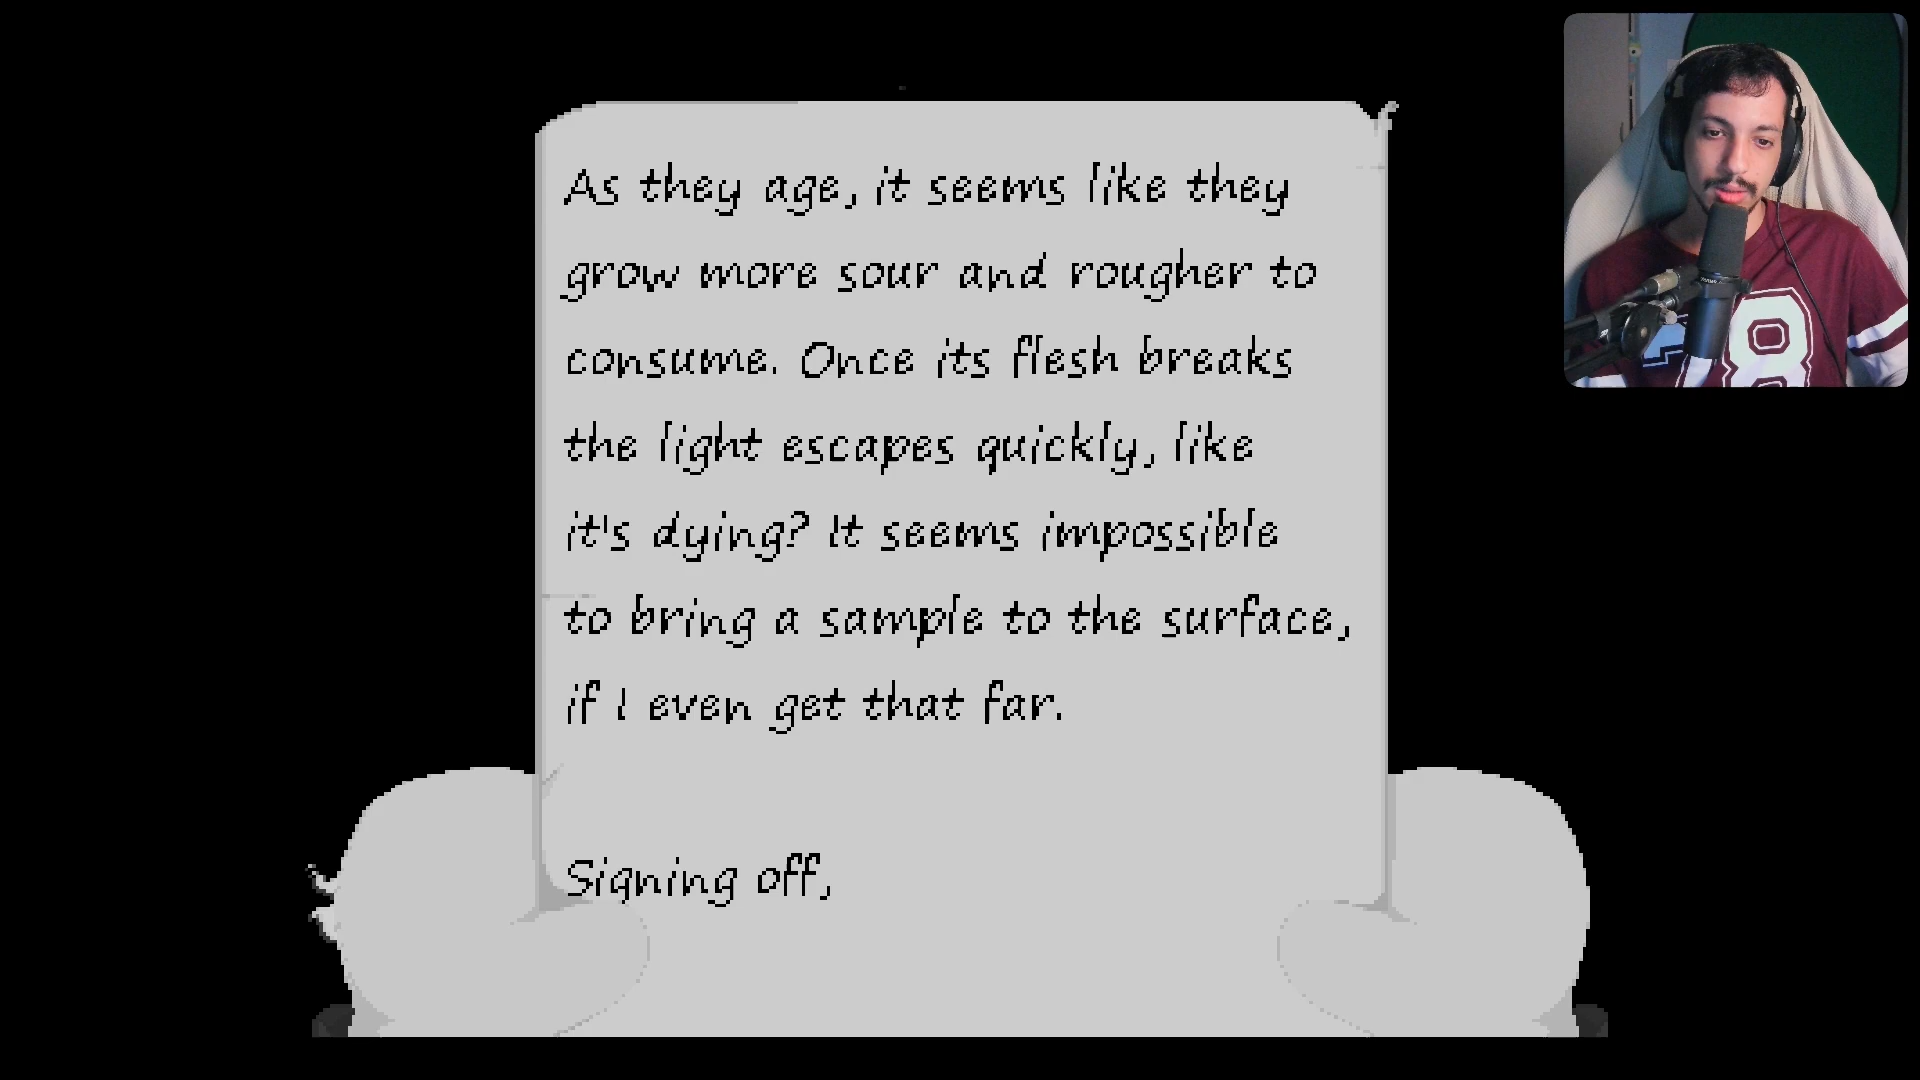 As they age, it seems like they
grow more sour and rougher to
consume. Once its flesh breaks
the light escapes quickly, like
it's dying? It seems impossible
to bring a sample to the surface,
if I even get that far.
Signing off,
78